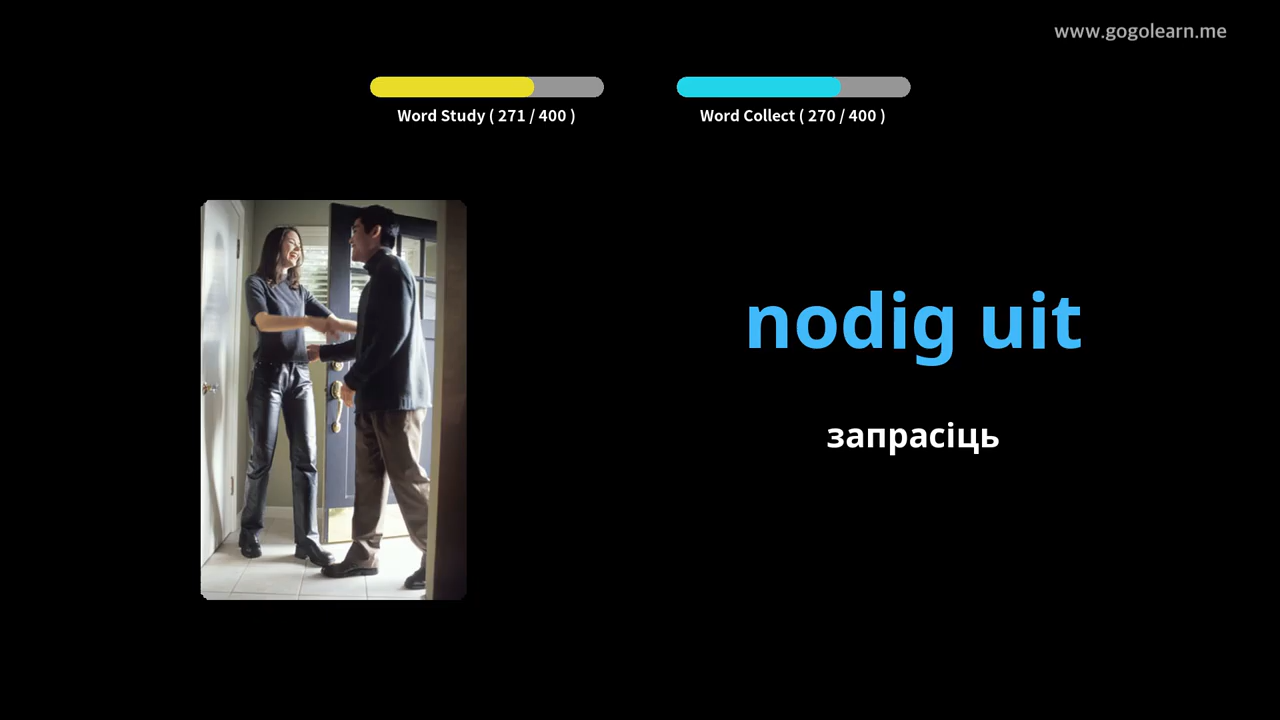 www.gogolearn.me
Word Study ( 271 / 400 )
Word Collect ( 270 / 400 )
nodig uit
запрасіць